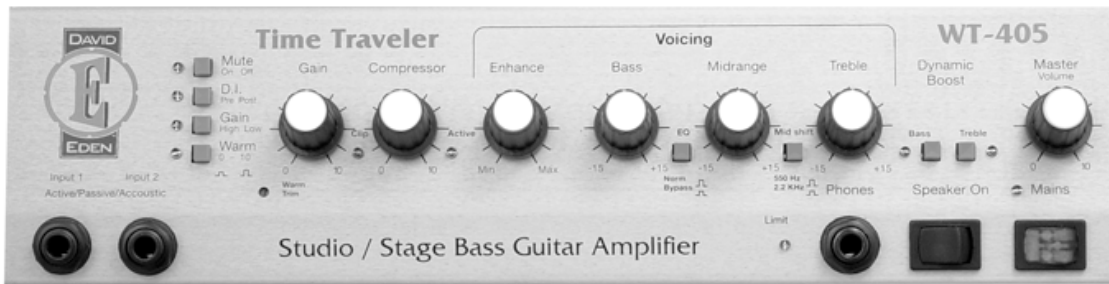 DAVID
E
EDEN
Time Traveler
Voicing
WT-405
Mute
On Off
D.I.
Pre Post
Gain
High Low
Warm
0 - 10
Gain
Compressor
Enhance
Bass
Midrange
Treble
Dynamic
Boost
Master
Volume
Clip
Active
EQ
Mid shift
Bass
Treble
0 10
0 10
Min Max
-15 +15
-15 +15
-15 +15
0 10
Warm
Trim
Norm
Bypass
550 Hz
2.2 KHz
Input 1 Input 2
Active/Passive/Accoustic
Phones
Speaker On
Mains
Limit
Studio / Stage Bass Guitar Amplifier